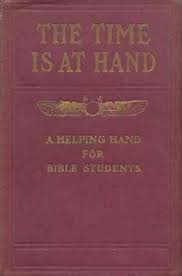 THE TIME
IS AT HAND
A HELPING HAND
FOR
BIBLE STUDENTS